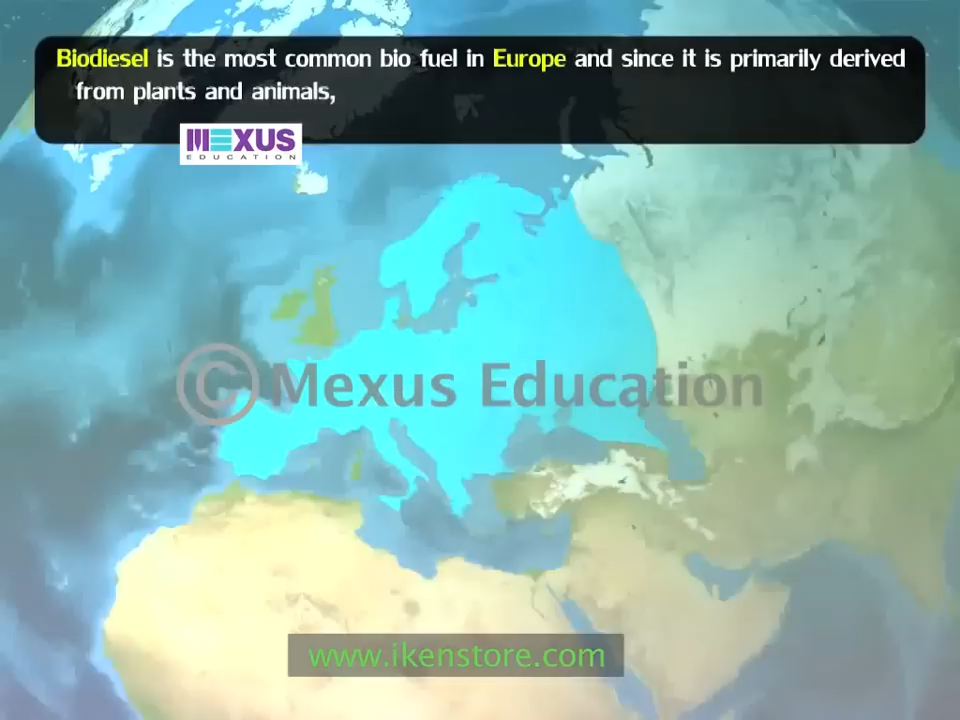 Biodiesel is the most common bio fuel in Europe and since it is primarily derived
from plants and animals,
MEXUS
EDUCATION
© Mexus Education
www.ikenstore.com